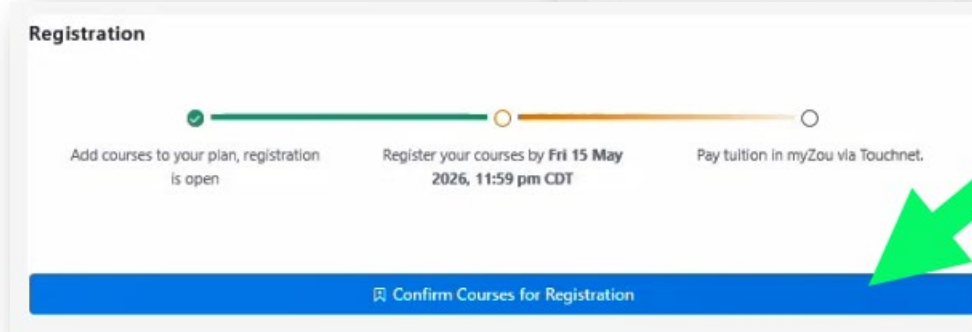 Registration
Add courses to your plan, registration
is open
Register your courses by Fri 15 May
2026, 11:59 pm CDT
Pay tuition in myZou via Touchnet.
Confirm Courses for Registration